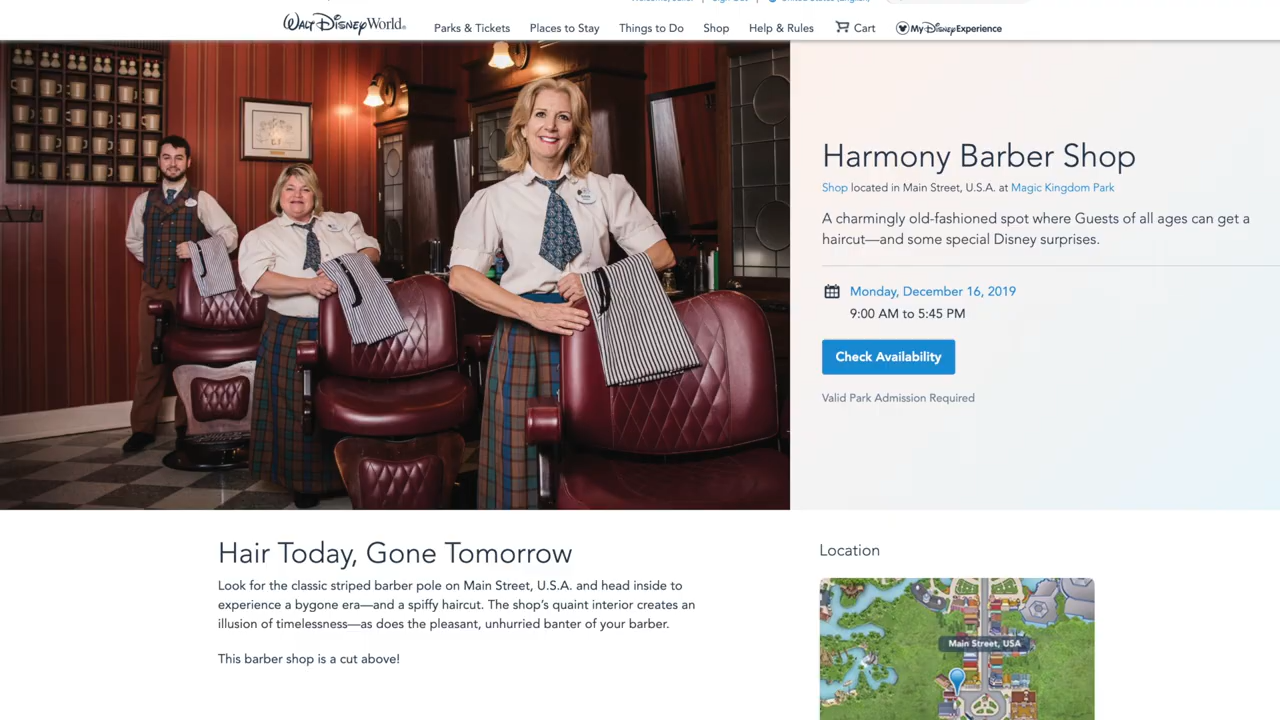 Walt Disney World
Parks & Tickets
Places to Stay
Things to Do
Shop
Help & Rules
Cart
My Disney Experience
Harmony Barber Shop
Shop located in Main Street, U.S.A. at Magic Kingdom Park
A charmingly old-fashioned spot where Guests of all ages can get a
haircut—and some special Disney surprises.
Monday, December 16, 2019
9:00 AM to 5:45 PM
Check Availability
Valid Park Admission Required
Hair Today, Gone Tomorrow
Look for the classic striped barber pole on Main Street, U.S.A. and head inside to
experience a bygone era—and a spiffy haircut. The shop's quaint interior creates an
illusion of timelessness—as does the pleasant, unhurried banter of your barber.
This barber shop is a cut above!
Location
Main Street, USA